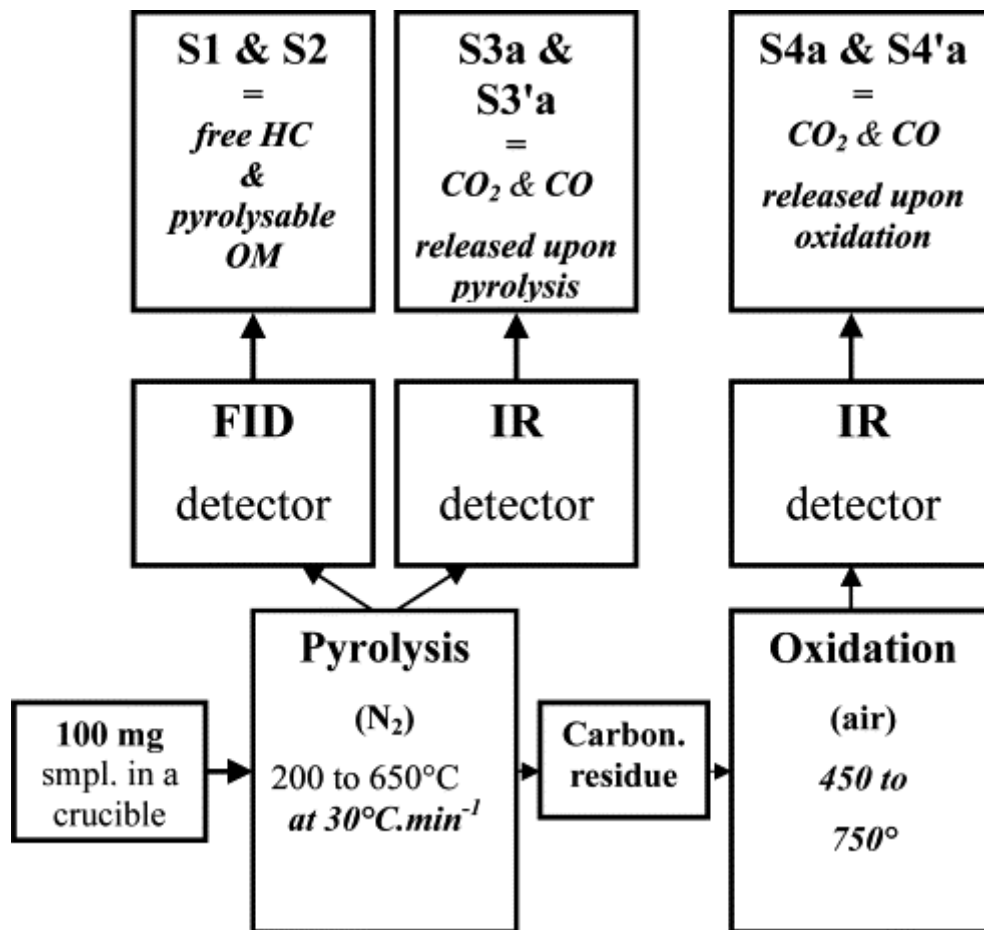 S1 & S2
=
free HC
&
pyrolysable
OM
S3a &
S3'a
=
CO₂ & CO
released upon
pyrolysis
S4a & S4'a
=
CO₂ & CO
released upon
oxidation
FID
detector
IR
detector
IR
detector
100 mg
smpl. in a
crucible
Pyrolysis
(N₂)
200 to 650°C
at 30°C.min⁻¹
Carbon.
residue
Oxidation
(air)
450 to
750°